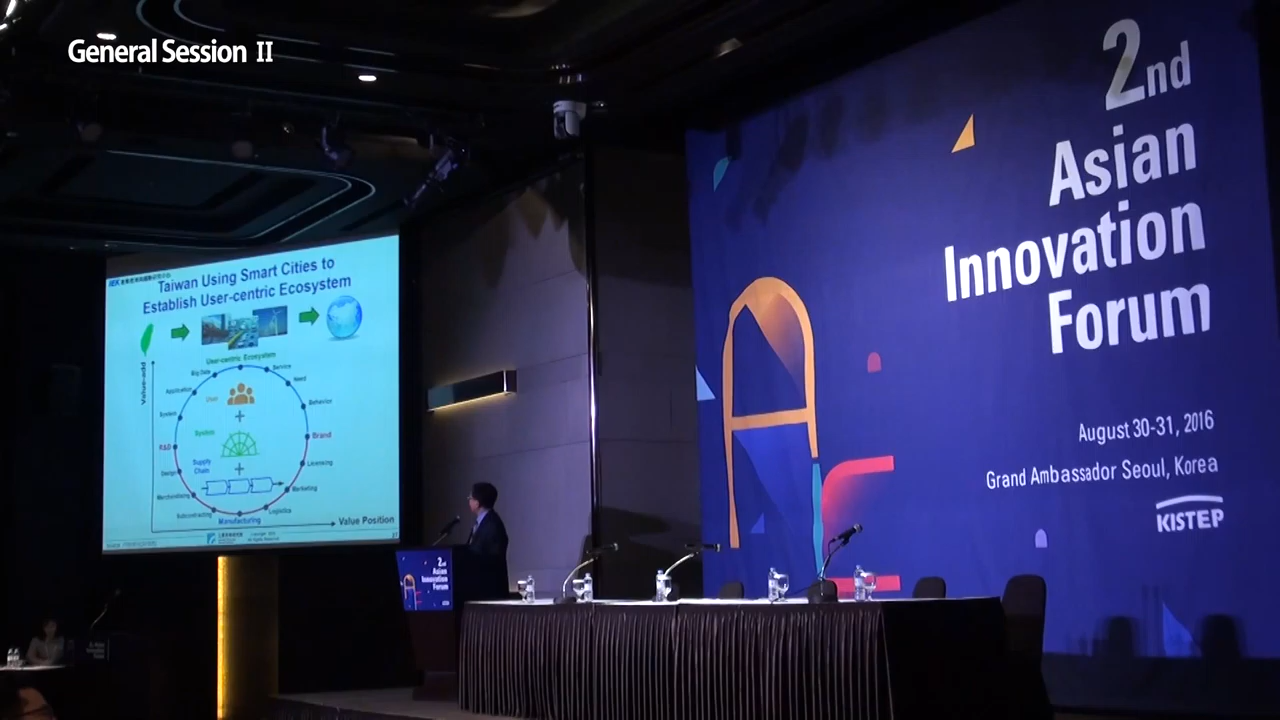 General Session II
2nd
Asian
Innovation
Forum
August 30-31, 2016
Grand Ambassador Seoul, Korea
KISTEP
IEK
Taiwan Using Smart Cities to
Establish User-centric Ecosystem
Value-add
User-centric Ecosystem
Big Data
Service
Application
Need
User
System
Behavior
System
R&D
Brand
Supply
Chain
Design
Licensing
Merchandising
Marketing
Subcontracting
Logistics
Manufacturing
Value Position
2nd
Asian
Innovation
Forum